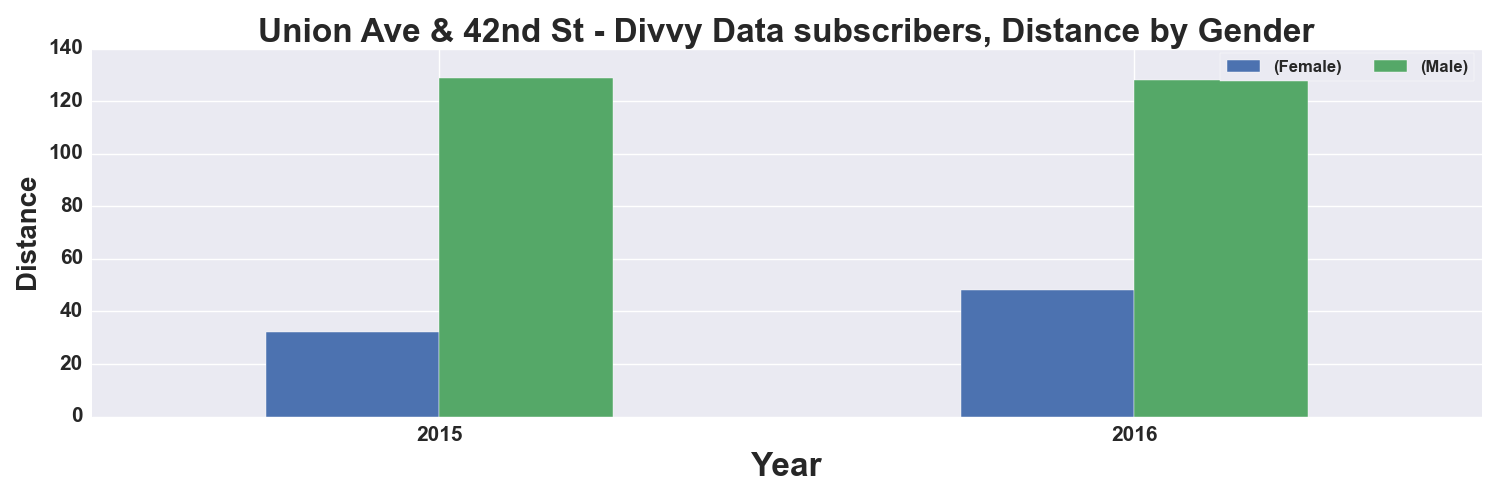 Union Ave & 42nd St - Divvy Data subscribers, Distance by Gender
140
120
100
80
60
40
20
0
Distance
(Female) (Male)
2015 2016
Year